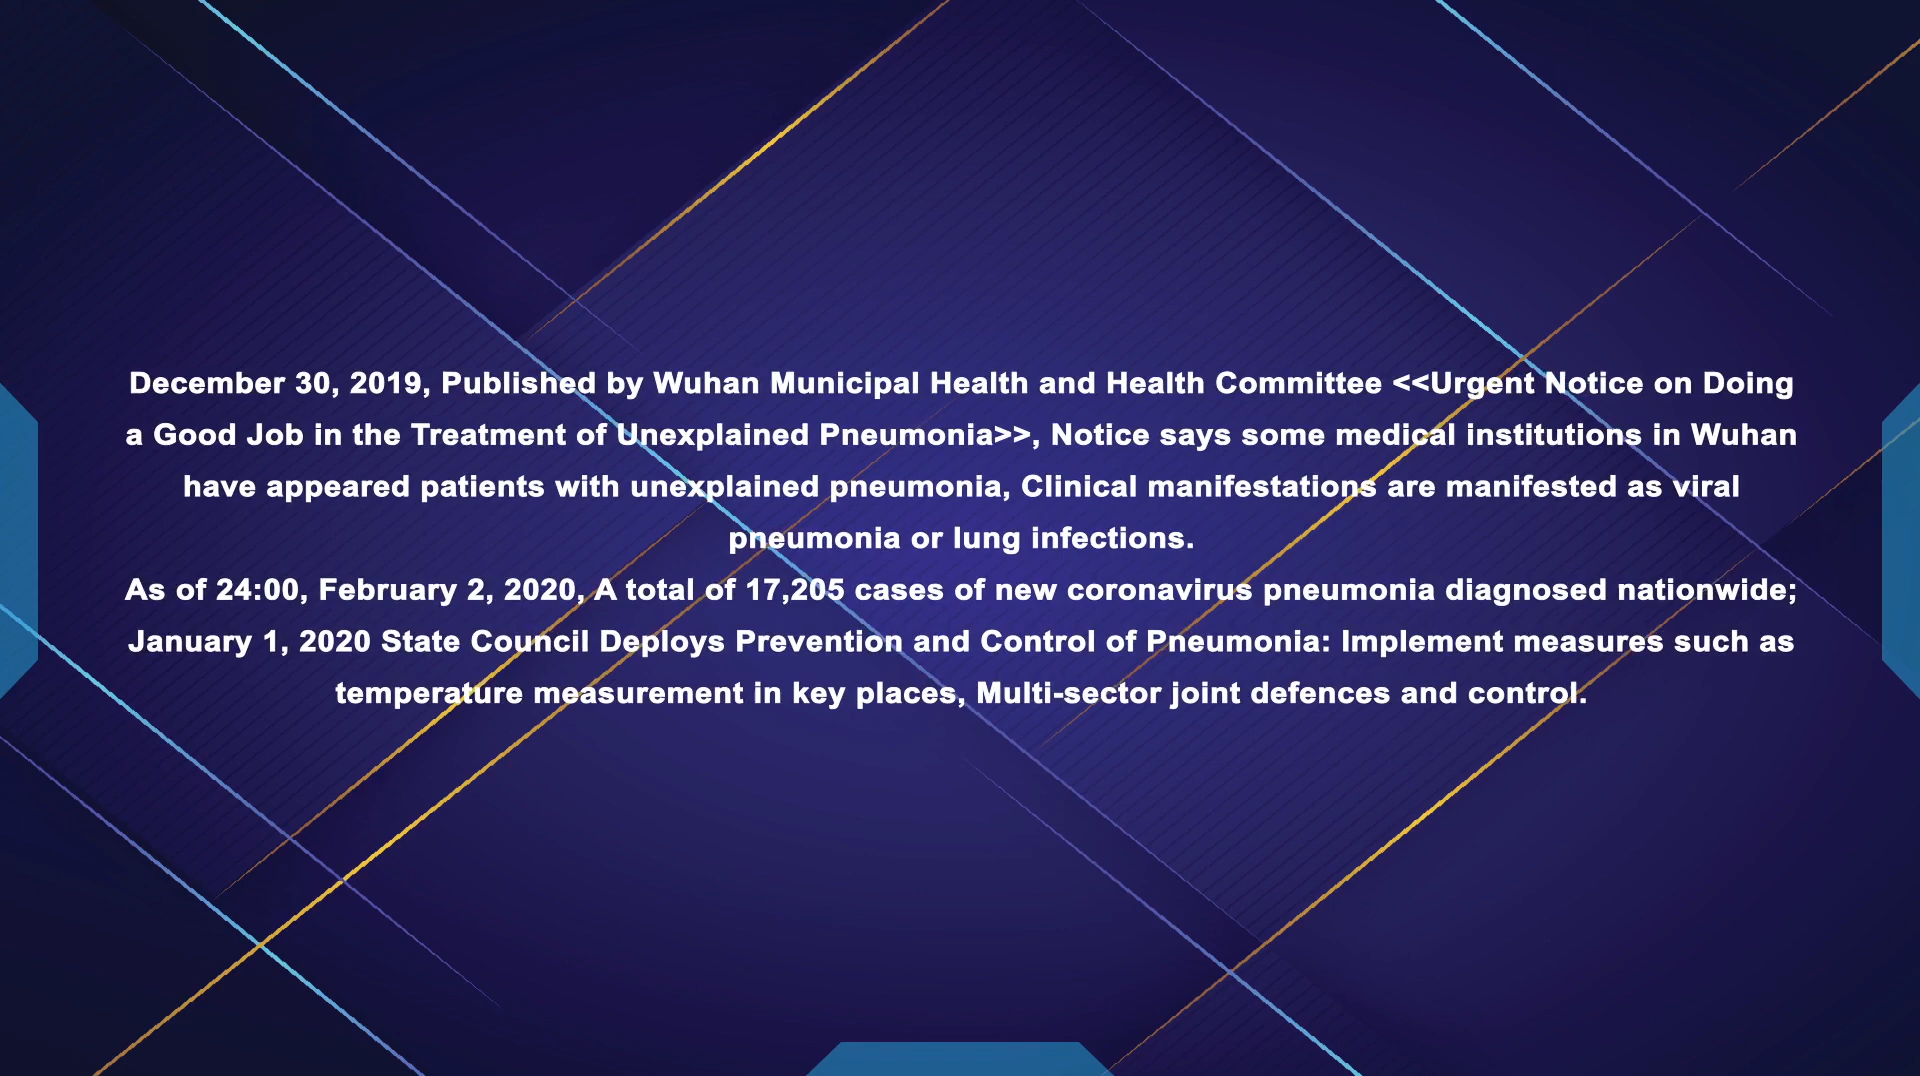 December 30, 2019, Published by Wuhan Municipal Health and Health Committee <<Urgent Notice on Doing
a Good Job in the Treatment of Unexplained Pneumonia>>, Notice says some medical institutions in Wuhan
have appeared patients with unexplained pneumonia, Clinical manifestations are manifested as viral
pneumonia or lung infections.
As of 24:00, February 2, 2020, A total of 17,205 cases of new coronavirus pneumonia diagnosed nationwide;
January 1, 2020 State Council Deploys Prevention and Control of Pneumonia: Implement measures such as
temperature measurement in key places, Multi-sector joint defences and control.